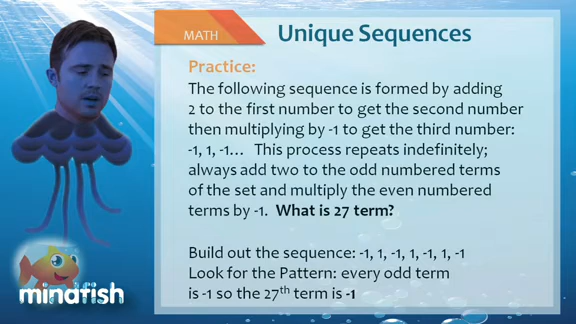 MATH
Unique Sequences
Practice:
The following sequence is formed by adding
2 to the first number to get the second number
then multiplying by -1 to get the third number:
-1, 1, -1… This process repeats indefinitely;
always add two to the odd numbered terms
of the set and multiply the even numbered
terms by -1. What is 27 term?
Build out the sequence: -1, 1, -1, 1, -1, 1, -1
Look for the Pattern: every odd term
is -1 so the 27th term is -1
minafish